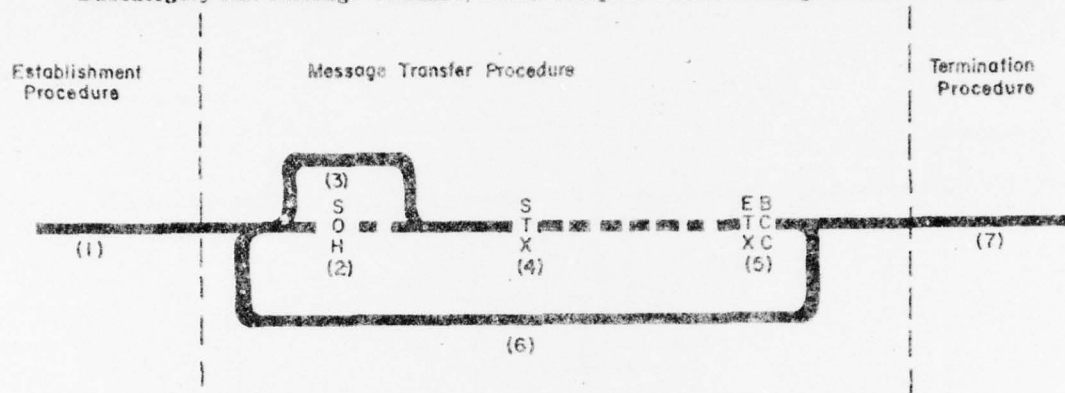 Establishment
Procedure
Message Transfer Procedure
Termination
Procedure
(3)
S
O
H
(2)
S
T
X
(4)
E B
T C
X C
(5)
(1)
(7)
(6)